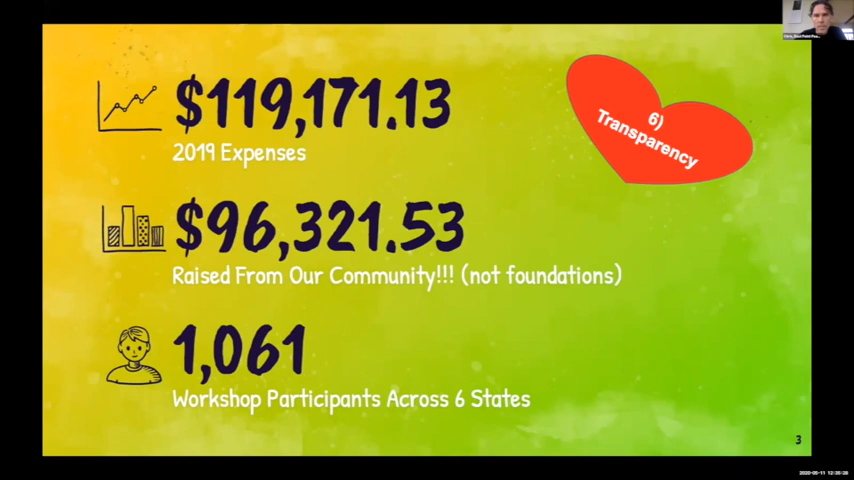 $119,171.13
2019 Expenses
6)
Transparency
$96,321.53
Raised From Our Community!!! (not foundations)
1,061
Workshop Participants Across 6 States
3